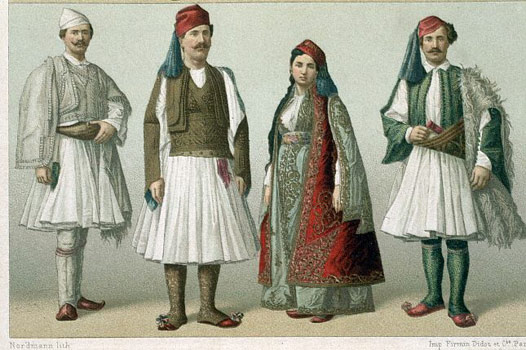 Nordmann lith.
Imp. Firmin Didot et Cie. Par